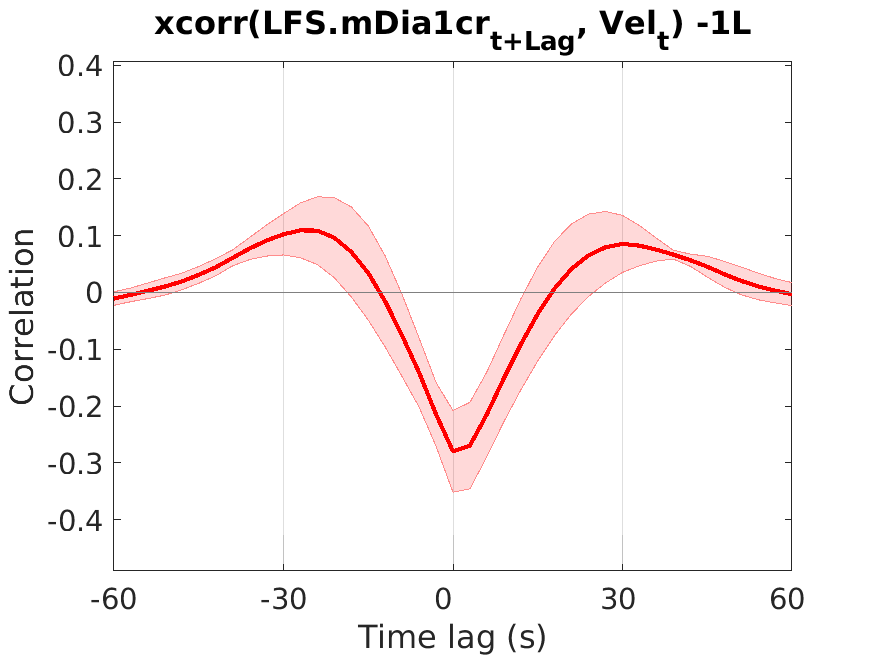 xcorr(LFS.mDia1cr_{t+Lag}, Vel_t) -1L
0.4
0.3
0.2
0.1
0
-0.1
-0.2
-0.3
-0.4
Correlation
-60 -30 0 30 60
Time lag (s)